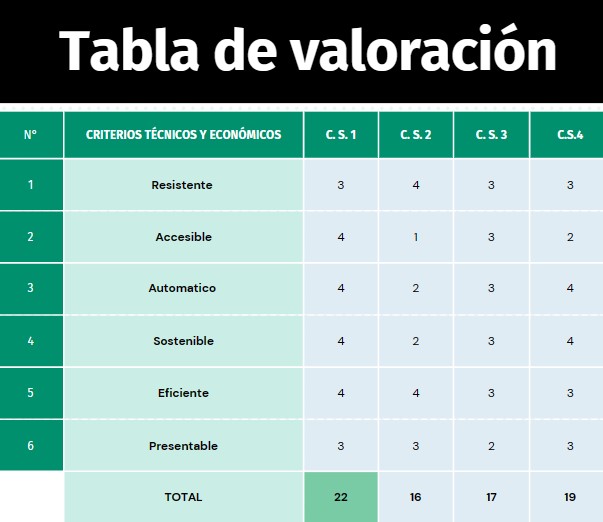 Tabla de valoración
N° CRITERIOS TÉCNICOS Y ECONÓMICOS C. S. 1 C. S. 2 C. S. 3 C.S.4
1 Resistente 3 4 3 3
2 Accesible 4 1 3 2
3 Automatico 4 2 3 4
4 Sostenible 4 2 3 4
5 Eficiente 4 4 3 3
6 Presentable 3 3 2 3
TOTAL 22 16 17 19